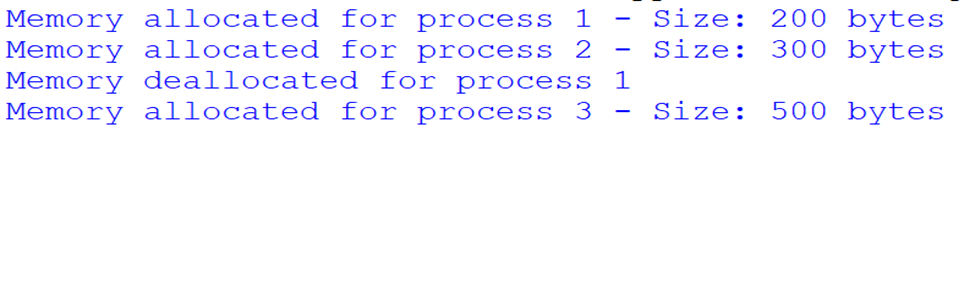 Memory allocated for process 1 - Size: 200 bytes
Memory allocated for process 2 - Size: 300 bytes
Memory deallocated for process 1
Memory allocated for process 3 - Size: 500 bytes